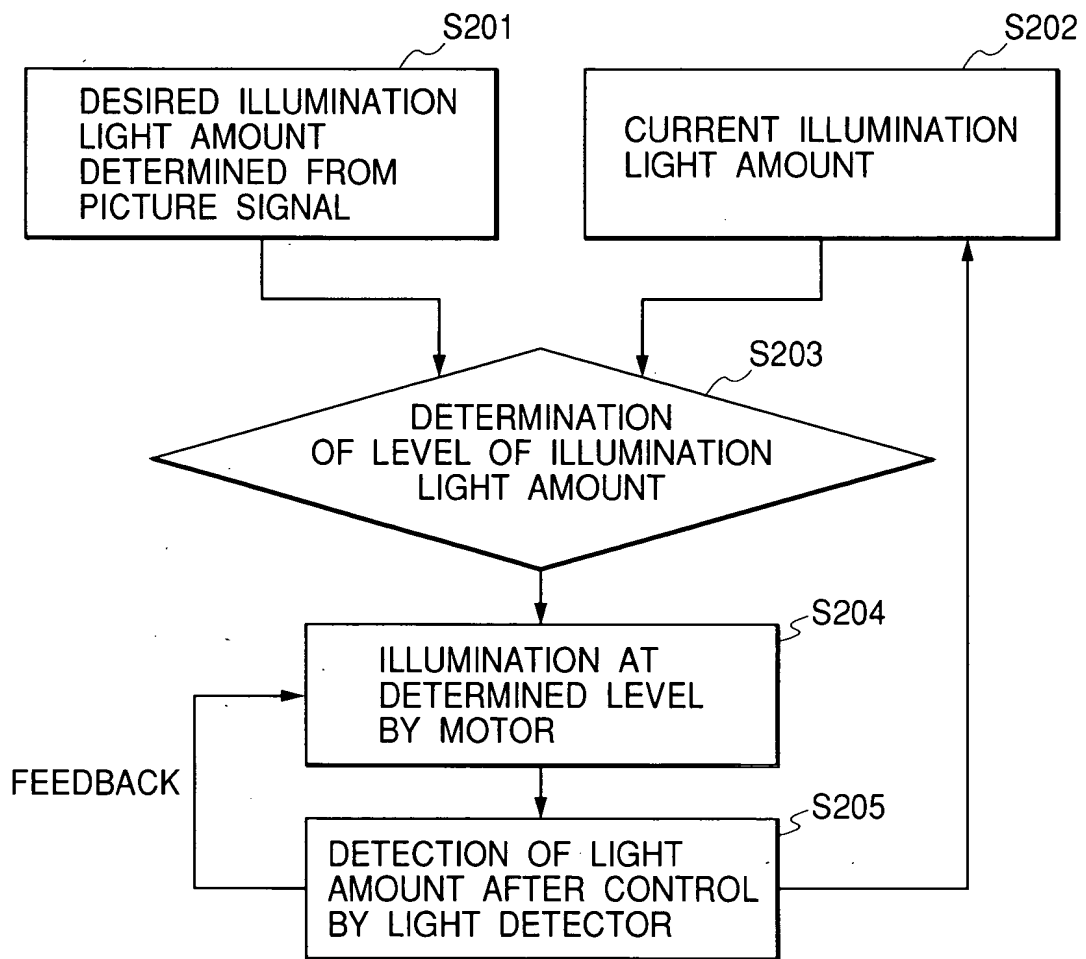 S201
DESIRED ILLUMINATION
LIGHT AMOUNT
DETERMINED FROM
PICTURE SIGNAL
S202
CURRENT ILLUMINATION
LIGHT AMOUNT
S203
DETERMINATION
OF LEVEL OF ILLUMINATION
LIGHT AMOUNT
S204
ILLUMINATION AT
DETERMINED LEVEL
BY MOTOR
FEEDBACK
S205
DETECTION OF LIGHT
AMOUNT AFTER CONTROL
BY LIGHT DETECTOR